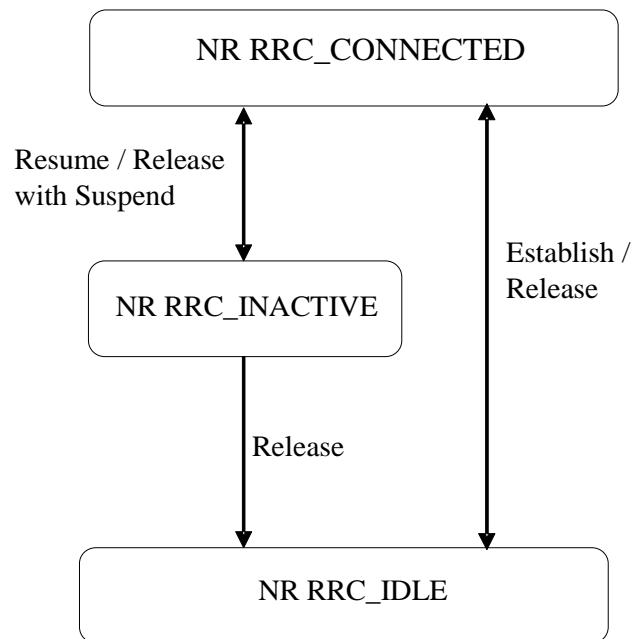 NR RRC_CONNECTED
Resume / Release
with Suspend
Establish /
Release
NR RRC_INACTIVE
Release
NR RRC_IDLE